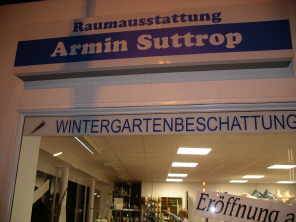 Raumausstattung
Armin Suttrop
WINTERGARTENBESCHATTUNG
Eröffnung